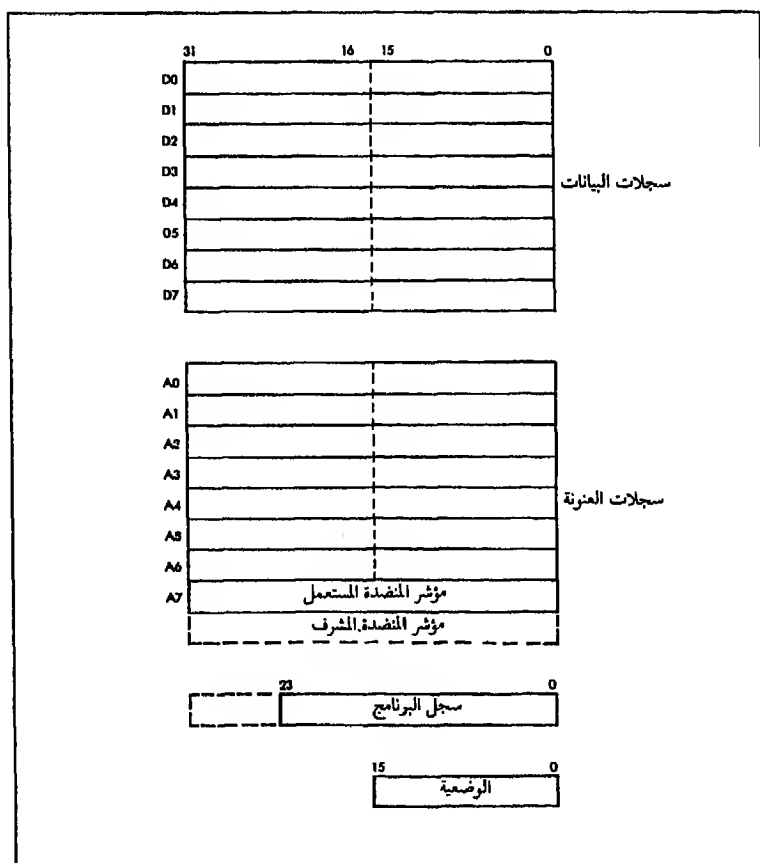 31 16 15 0
D0
D1
D2
D3
سجلات البيانات
D4
D5
D6
D7
A0
A1
A2
A3
سجلات العنونة
A4
A5
A6
A7 مؤشر المنضدة المستعمل
مؤشر المنضدة.المشرف
23 0
سجل البرنامج
15 0
الوضعية